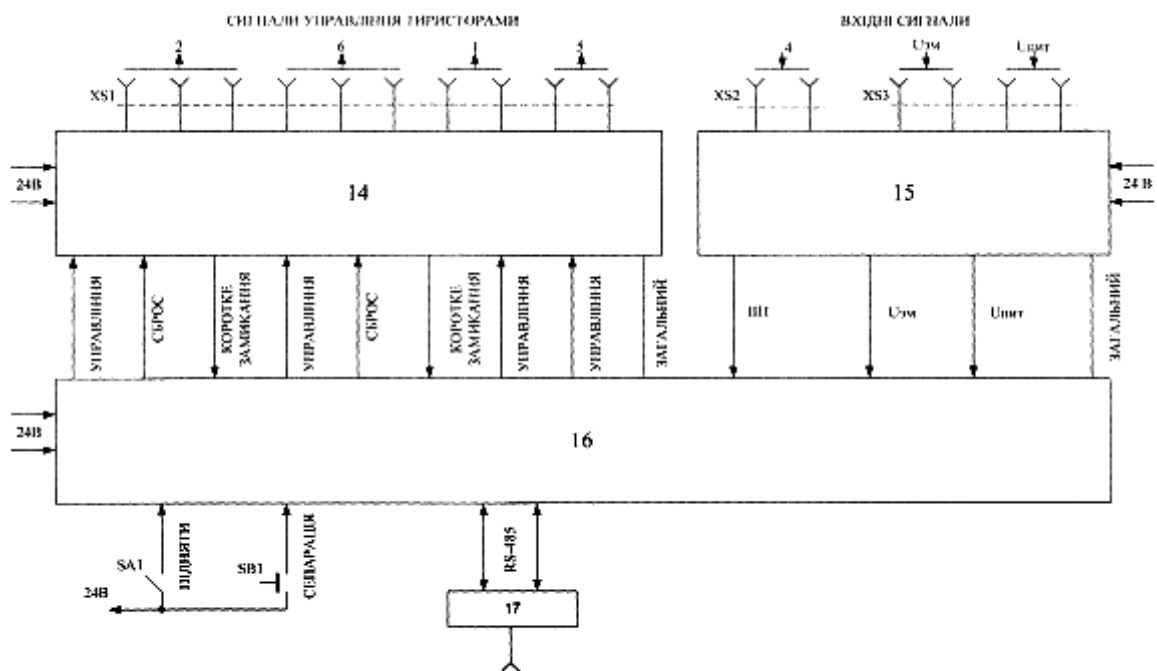 СИГНАЛИ УПРАВЛІННЯ ТИРИСТОРАМИ
ВХІДНІ СИГНАЛИ
2
6
1
5
4
Uэм
Uпит
XS1
XS2
XS3
24В
14
15
24 В
УПРАВЛІННЯ
СБРОС
КОРОТКЕ
ЗАМИКАННЯ
УПРАВЛІННЯ
СБРОС
КОРОТКЕ
ЗАМИКАННЯ
УПРАВЛІННЯ
УПРАВЛІННЯ
ЗАГАЛЬНИЙ
Uэм
Uпит
ЗАГАЛЬНИЙ
24В
16
SA1
ПІДНЯТИ
SB1
СЕПАРАЦІЯ
RS-485
24В
17